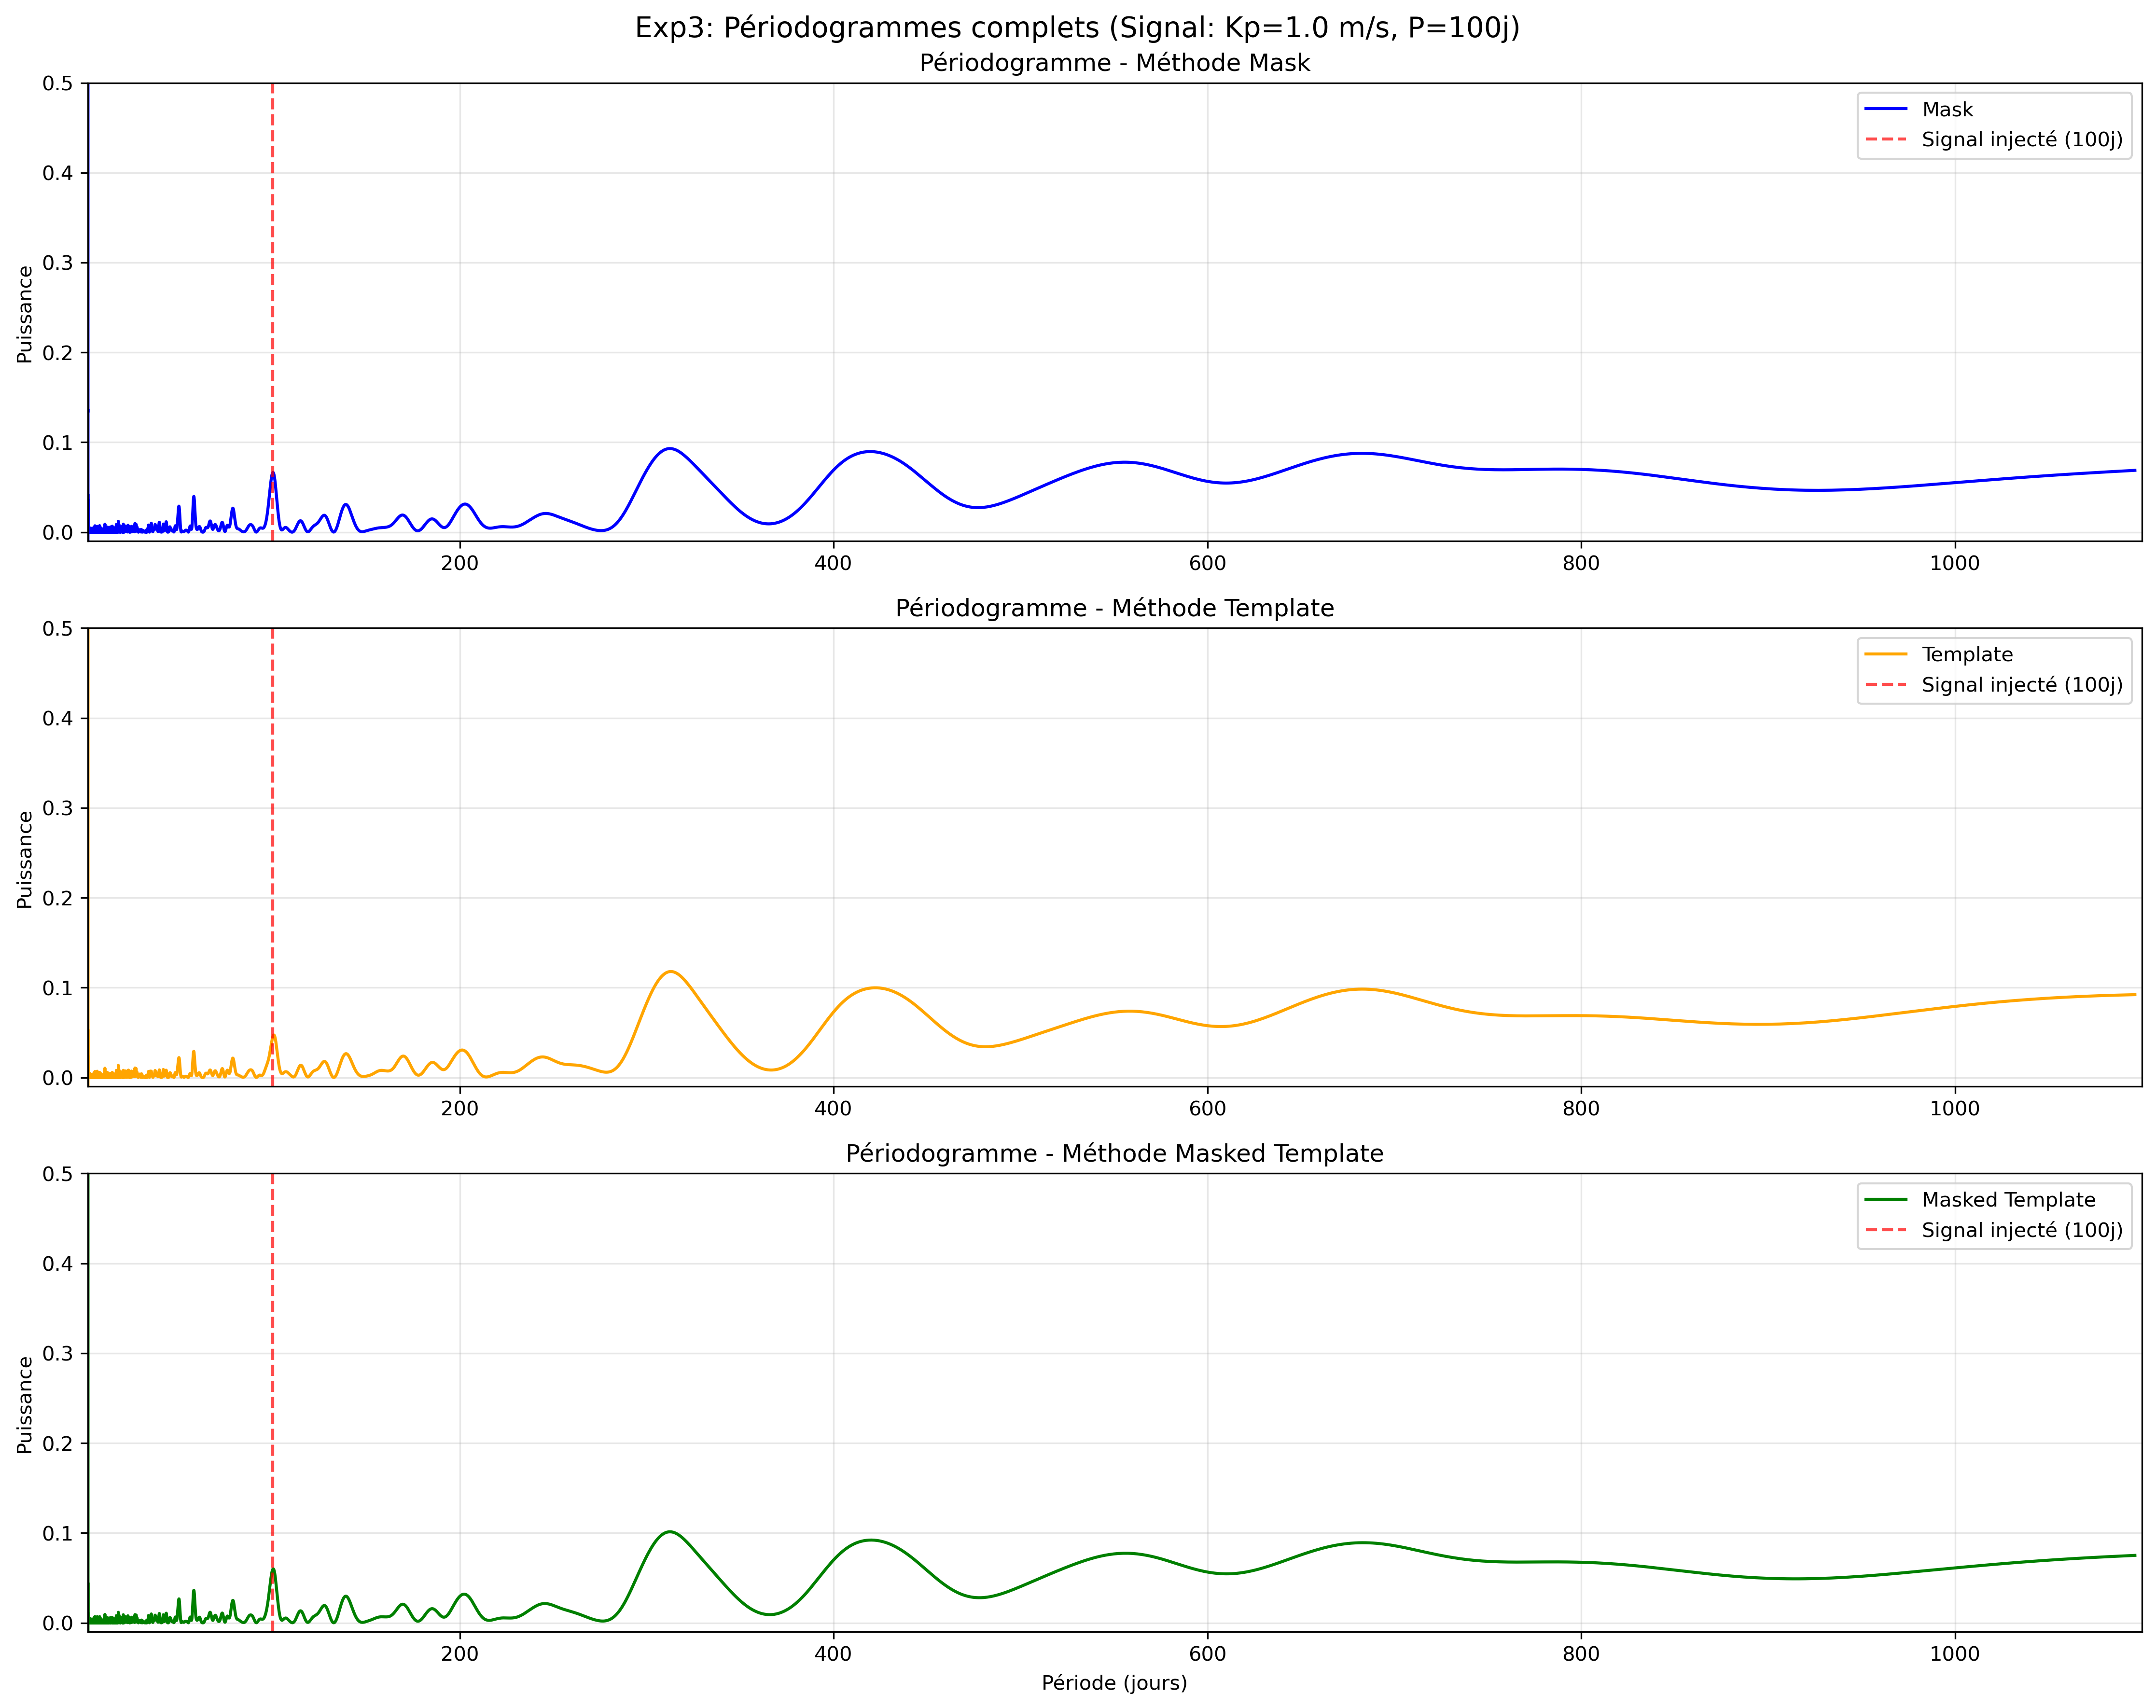 Exp3: Périodogrammes complets (Signal: Kp=1.0 m/s, P=100j)
Périodogramme - Méthode Mask
0.5
0.4
0.3
0.2
0.1
0.0
Puissance
Mask
Signal injecté (100j)
200
400
600
800
1000
Périodogramme - Méthode Template
0.5
0.4
0.3
0.2
0.1
0.0
Puissance
Template
Signal injecté (100j)
200
400
600
800
1000
Périodogramme - Méthode Masked Template
0.5
0.4
0.3
0.2
0.1
0.0
Puissance
Masked Template
Signal injecté (100j)
200
400
600
800
1000
Période (jours)